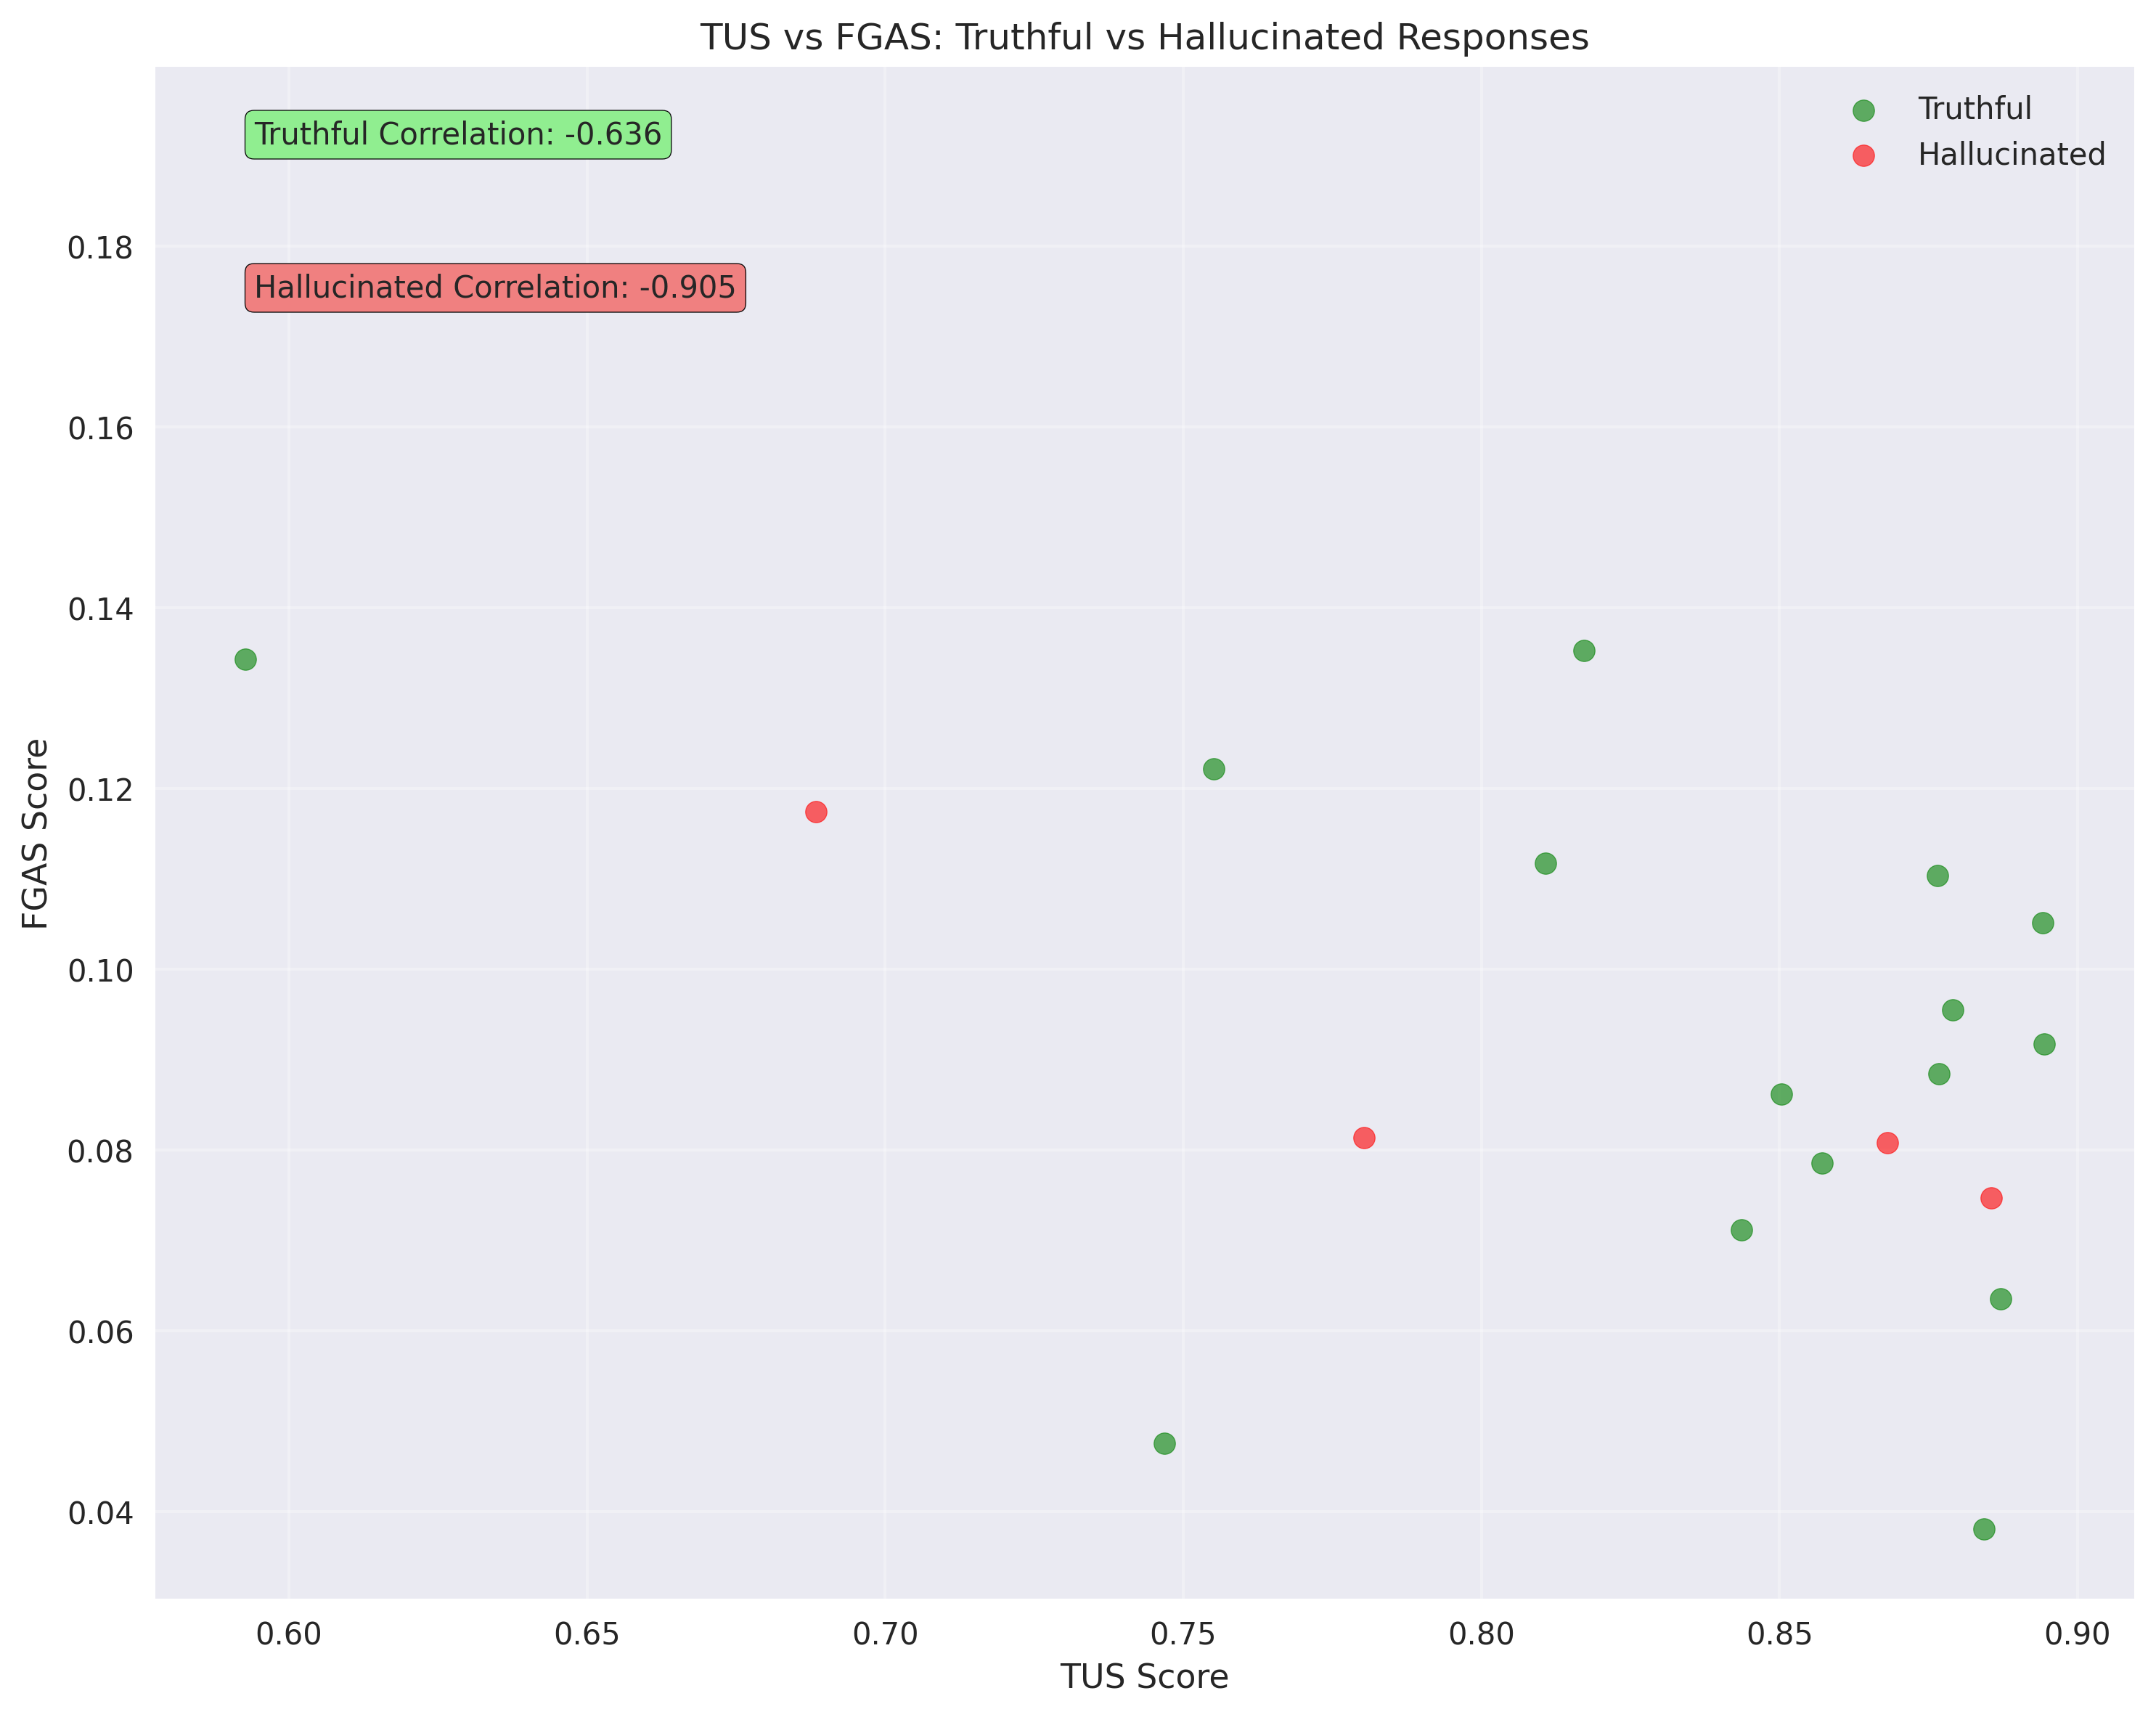 TUS vs FGAS: Truthful vs Hallucinated Responses
Truthful Correlation: -0.636
Hallucinated Correlation: -0.905
Truthful
Hallucinated
FGAS Score
0.18
0.16
0.14
0.12
0.10
0.08
0.06
0.04
0.60 0.65 0.70 0.75 0.80 0.85 0.90
TUS Score